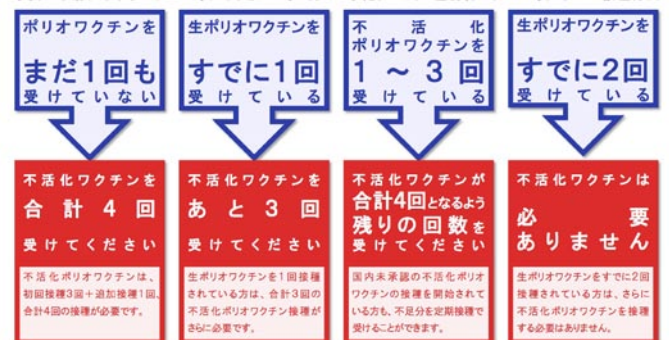 ポリオワクチンを
まだ1回も
受けていない
不活化ワクチンを
合計4回
受けてください
不活化ポリオワクチンは、
初回接種3回＋追加接種1回、
合計4回の接種が必要です。
生ポリオワクチンを
すでに1回
受けている
不活化ワクチンを
あと3回
受けてください
生ポリオワクチンを1回接種
されている方は、合計3回の
不活化ポリオワクチン接種が
さらに必要です。
不活化
ポリオワクチンを
1～3回
受けている
不活化ワクチンが
合計4回となるよう
残りの回数を
受けてください
国内未承認の不活化ポリオ
ワクチンの接種を開始されて
いる方も、不足分を定期接種で
受けることができます。
生ポリオワクチンを
すでに2回
受けている
不活化ワクチンは
必要
ありません
生ポリオワクチンをすでに2回
接種されている方は、さらに
不活化ポリオワクチンを接種
する必要はありません。